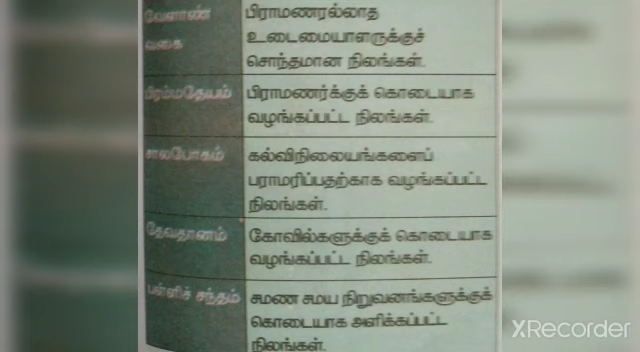 வேளாண் பிராமணரல்லாத
வகை உடைமையாளருக்குச்
சொந்தமான நிலங்கள்.
பிரம்மதேயம் பிராமணர்க்குக் கொடையாக
வழங்கப்பட்ட நிலங்கள்.
சாலபோகம் கல்விநிலையங்களைப்
பராமரிப்பதற்காக வழங்கப்பட்ட
நிலங்கள்.
தேவதானம் கோவில்களுக்குக் கொடையாக
வழங்கப்பட்ட நிலங்கள்.
பள்ளிச் சந்தம் சமண சமய நிறுவனங்களுக்குக்
கொடையாக அளிக்கப்பட்ட
நிலங்கள்.
XRecorder